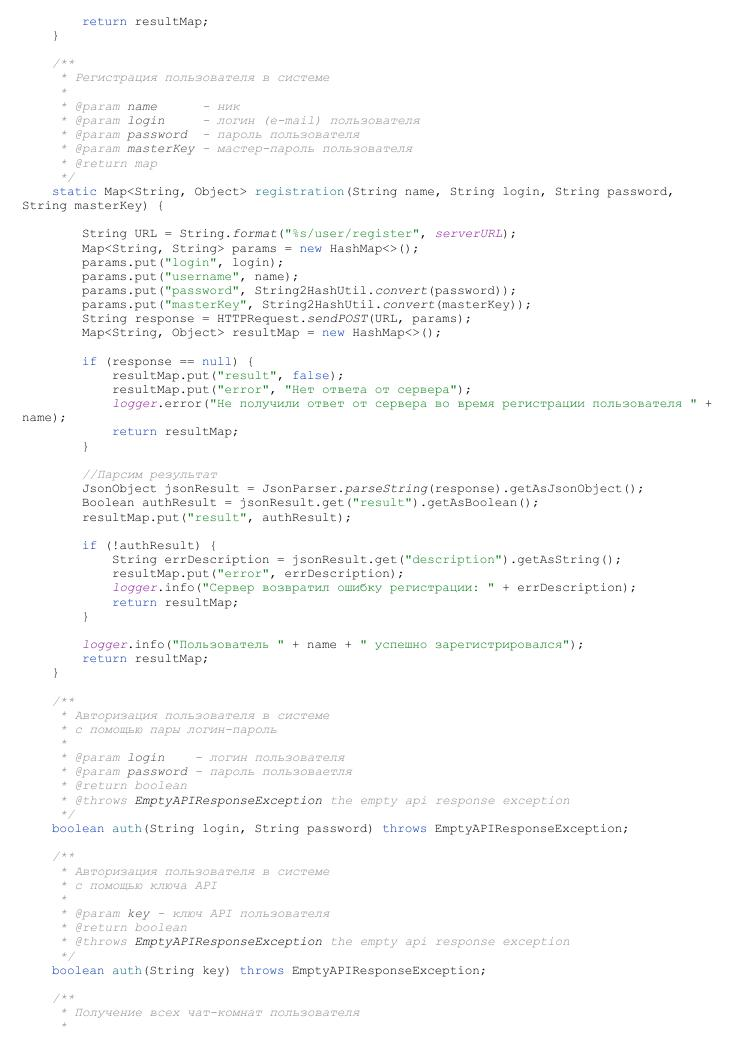 return resultMap;
    }

    /**
     * Регистрация пользователя в системе
     *
     * @param name      - ник
     * @param login     - логин (e-mail) пользователя
     * @param password  - пароль пользователя
     * @param masterKey - мастер-пароль пользователя
     * @return map
     */
    static Map<String, Object> registration(String name, String login, String password,
String masterKey) {

        String URL = String.format("%s/user/register", serverURL);
        Map<String, String> params = new HashMap<>();
        params.put("login", login);
        params.put("username", name);
        params.put("password", String2HashUtil.convert(password));
        params.put("masterKey", String2HashUtil.convert(masterKey));
        String response = HTTPRequest.sendPOST(URL, params);
        Map<String, Object> resultMap = new HashMap<>();

        if (response == null) {
            resultMap.put("result", false);
            resultMap.put("error", "Нет ответа от сервера");
            logger.error("Не получили ответ от сервера во время регистрации пользователя " +
name);
            return resultMap;
        }

        //Парсим результат
        JsonObject jsonResult = JsonParser.parseString(response).getAsJsonObject();
        Boolean authResult = jsonResult.get("result").getAsBoolean();
        resultMap.put("result", authResult);

        if (!authResult) {
            String errDescription = jsonResult.get("description").getAsString();
            resultMap.put("error", errDescription);
            logger.info("Сервер возвратил ошибку регистрации: " + errDescription);
            return resultMap;
        }

        logger.info("Пользователь " + name + " успешно зарегистрировался");
        return resultMap;
    }

    /**
     * Авторизация пользователя в системе
     * с помощью пары логин-пароль
     *
     * @param login    - логин пользователя
     * @param password - пароль пользоваетля
     * @return boolean
     * @throws EmptyAPIResponseException the empty api response exception
     */
    boolean auth(String login, String password) throws EmptyAPIResponseException;

    /**
     * Авторизация пользователя в системе
     * с помощью ключа API
     *
     * @param key - ключ API пользователя
     * @return boolean
     * @throws EmptyAPIResponseException the empty api response exception
     */
    boolean auth(String key) throws EmptyAPIResponseException;

    /**
     * Получение всех чат-комнат пользователя
     *